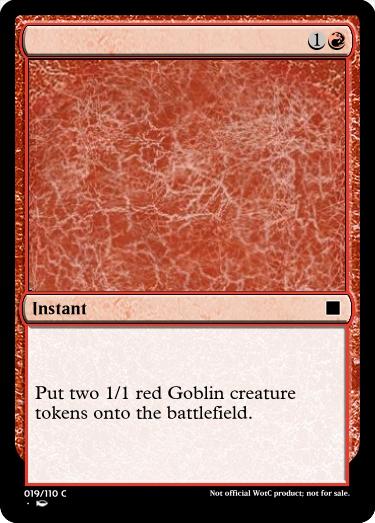 1
Instant
Put two 1/1 red Goblin creature
tokens onto the battlefield.
019/110 C
Not official WotC product; not for sale.